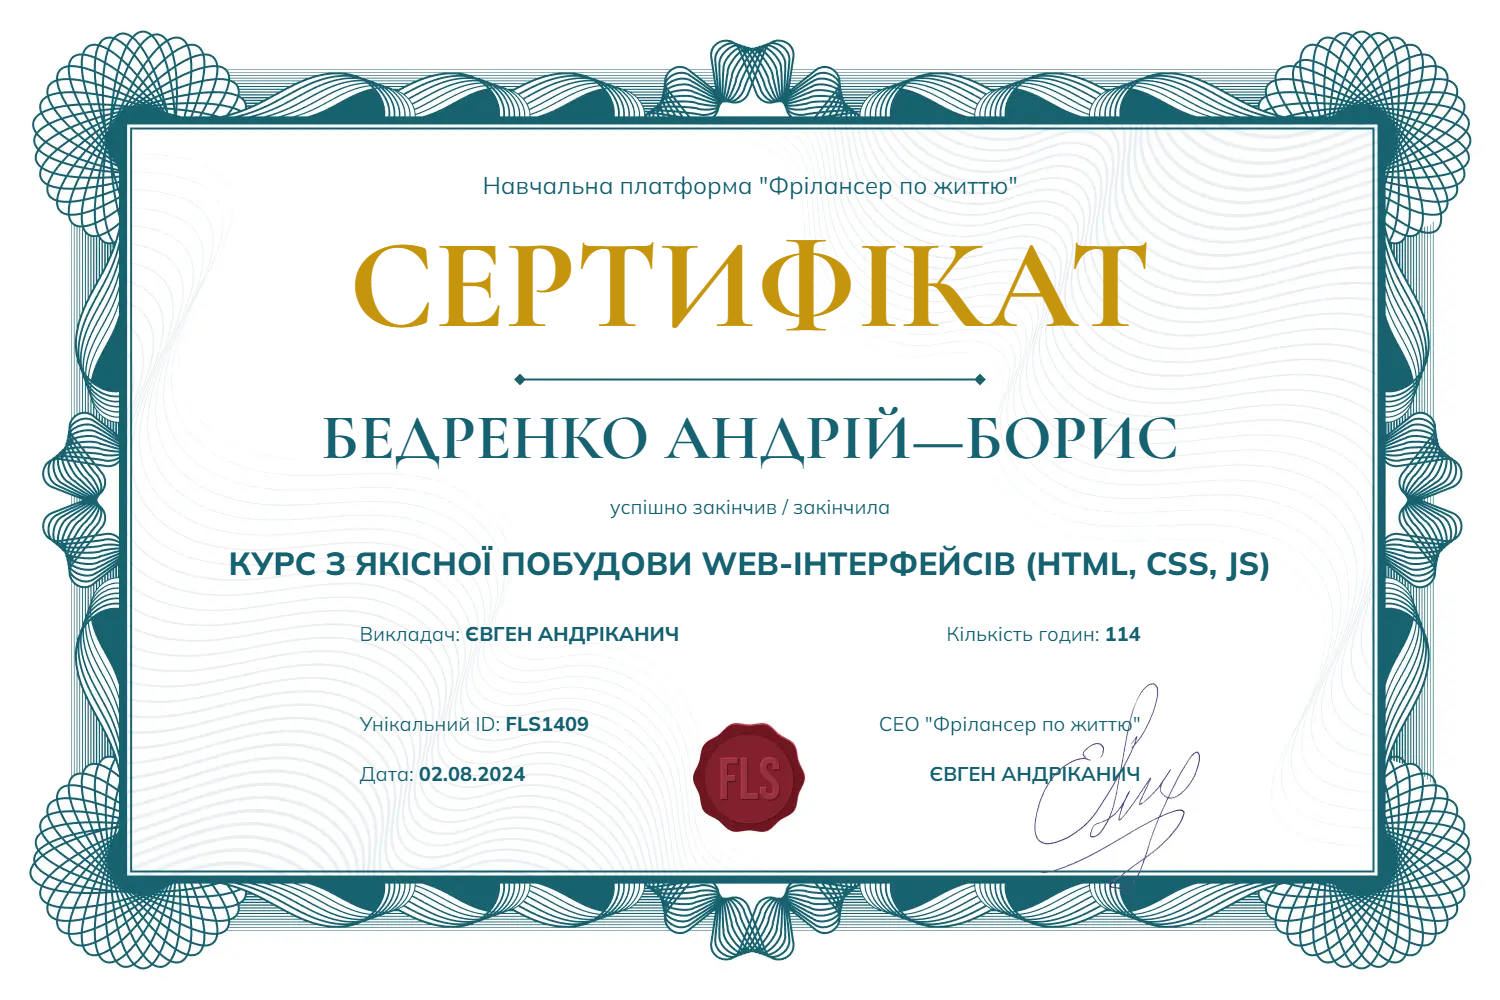 Навчальна платформа "Фрілансер по життю"
СЕРТИФІКАТ
БЕДРЕНКО АНДРІЙ—БОРИС
успішно закінчив / закінчила
КУРС З ЯКІСНОЇ ПОБУДОВИ WEB-ІНТЕРФЕЙСІВ (HTML, CSS, JS)
Викладач: ЄВГЕН АНДРІКАНИЧ
Кількість годин: 114
Унікальний ID: FLS1409
СЕО "Фрілансер по життю"
Дата: 02.08.2024
FLS
ЄВГЕН АНДРІКАНИЧ